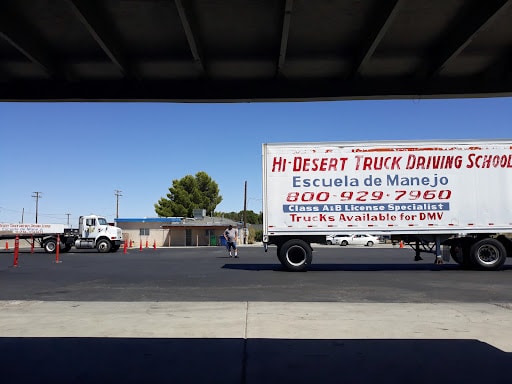 Hi-Desert Truck Driving School
Escuela de Manejo
800-929-7960
Class A&B License Specialist
Trucks Available for DMV